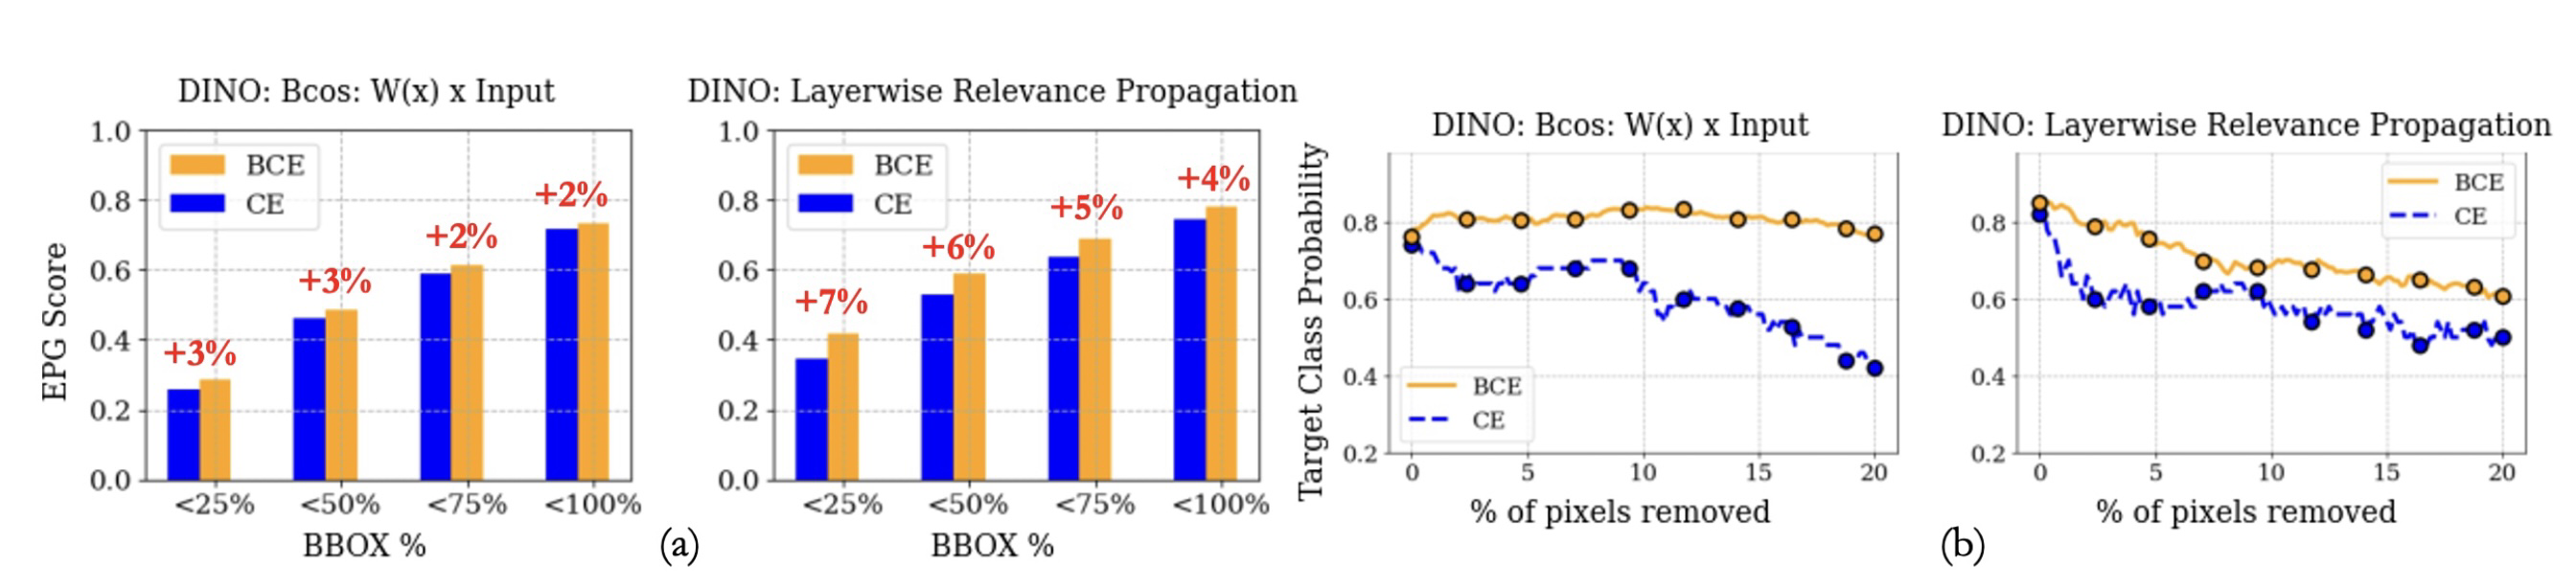 DINO: Bcos: W(x) x Input
EPG Score
1.0
0.8
0.6
0.4
0.2
0.0
BCE
CE
+3%
+3%
+2%
+2%
<25%
<50%
<75%
<100%
BBOX %
(a)
DINO: Layerwise Relevance Propagation
1.0
0.8
0.6
0.4
0.2
0.0
BCE
CE
+7%
+6%
+5%
+4%
<25%
<50%
<75%
<100%
BBOX %
DINO: Bcos: W(x) x Input
Target Class Probability
0.8
0.6
0.4
0.2
BCE
CE
0
5
10
15
20
% of pixels removed
(b)
DINO: Layerwise Relevance Propagation
0.8
0.6
0.4
0.2
BCE
CE
0
5
10
15
20
% of pixels removed